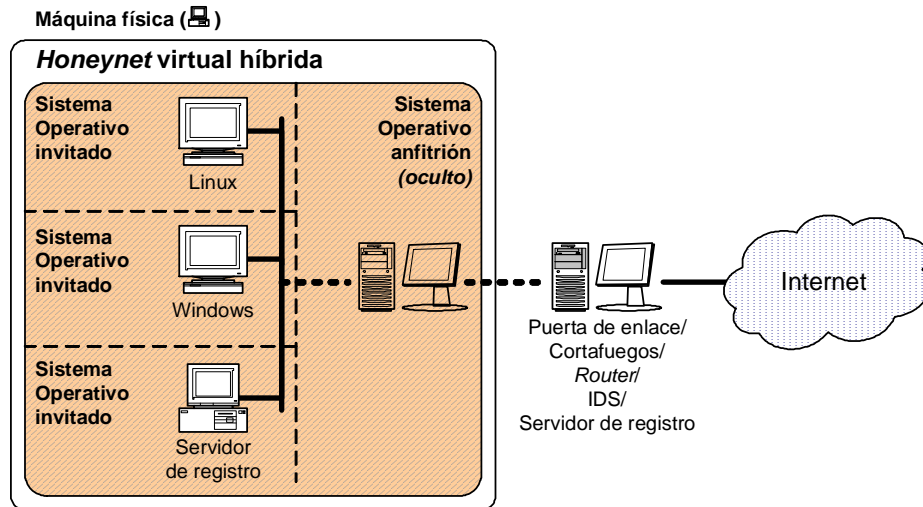 Máquina física ( )
Honeynet virtual híbrida
Sistema
Operativo
invitado
Linux
Sistema
Operativo
anfitrión
(oculto)
Sistema
Operativo
invitado
Windows
Sistema
Operativo
invitado
Servidor
de registro
Puerta de enlace/
Cortafuegos/
Router/
IDS/
Servidor de registro
Internet